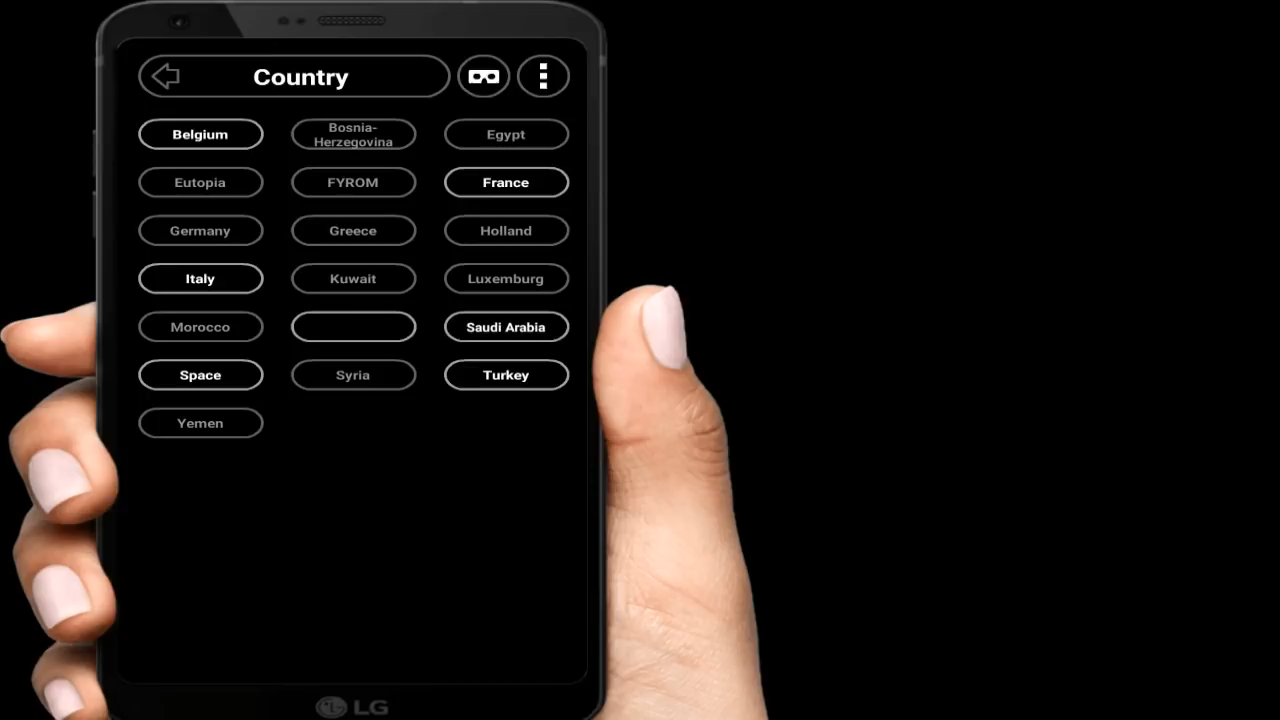 Country
Belgium
Bosnia-
Herzegovina
Egypt
Eutopia
FYROM
France
Germany
Greece
Holland
Italy
Kuwait
Luxemburg
Morocco
Saudi Arabia
Space
Syria
Turkey
Yemen
LG